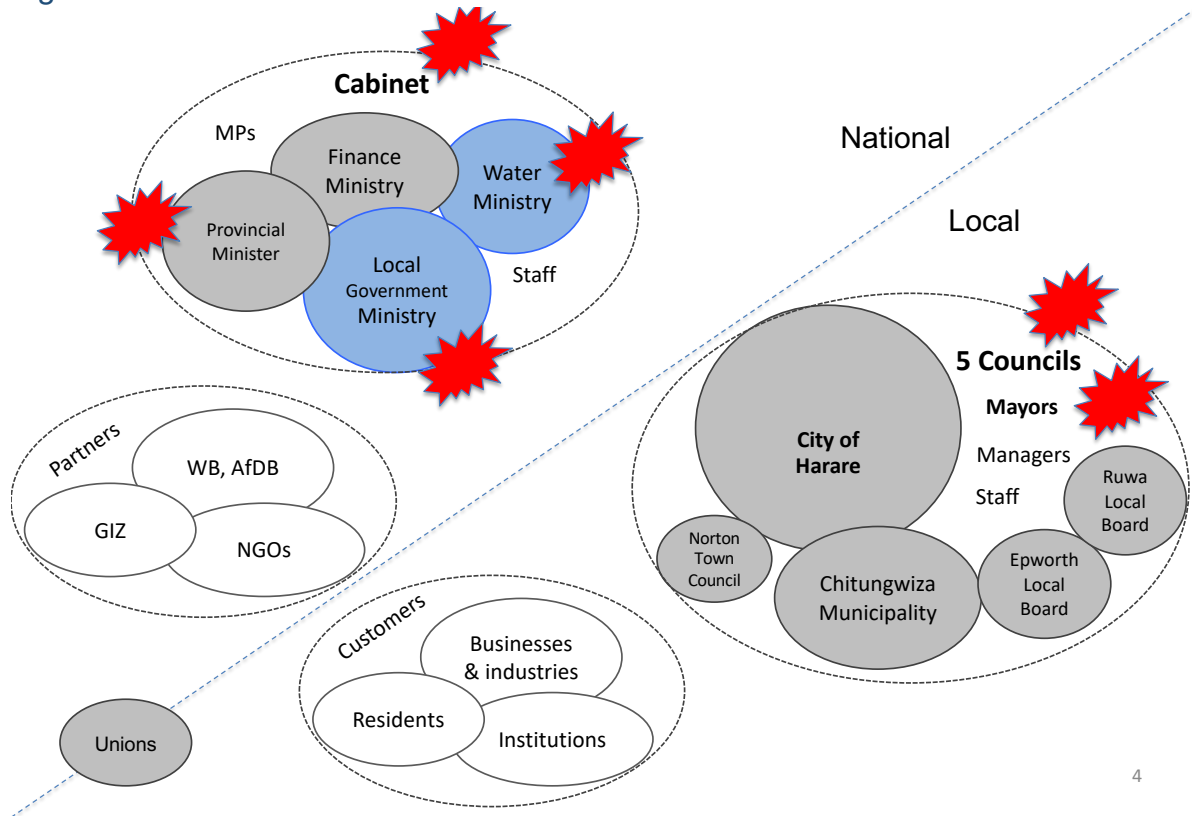 Cabinet
MPs
Finance
Ministry
Water
Ministry
Provincial
Minister
Local
Government
Ministry
Staff
National
Local
5 Councils
Mayors
City of
Harare
Managers
Staff
Ruwa
Local
Board
Norton
Town
Council
Chitungwiza
Municipality
Epworth
Local
Board
Partners
WB, AfDB
GIZ
NGOs
Customers
Businesses
& industries
Residents
Institutions
Unions
4